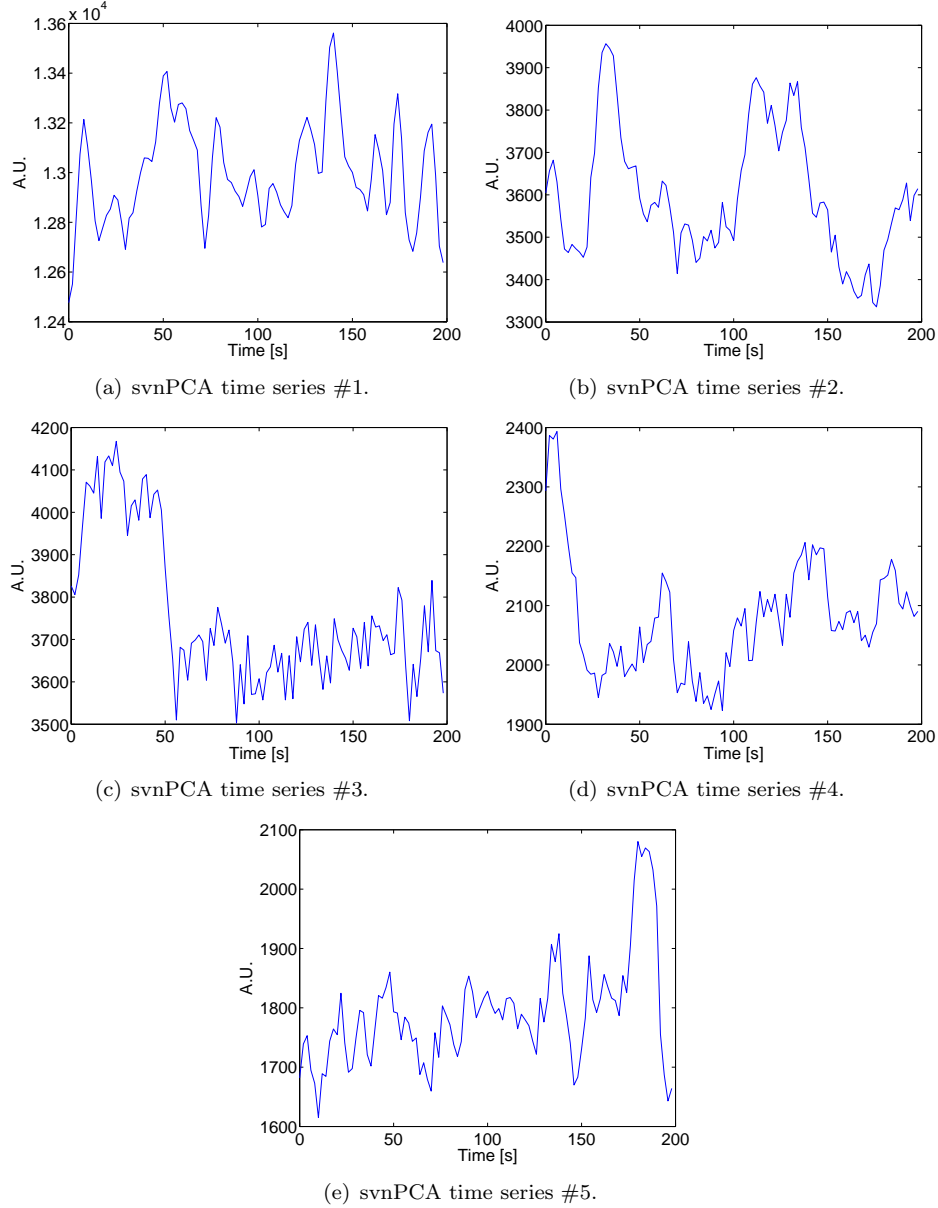 x 10^4
1.36
1.34
1.32
1.3
1.28
1.26
1.24
A.U.
0 50 100 150 200
Time [s]
(a) svnPCA time series #1.
4000
3900
3800
3700
3600
3500
3400
3300
A.U.
0 50 100 150 200
Time [s]
(b) svnPCA time series #2.
4200
4100
4000
3900
3800
3700
3600
3500
A.U.
0 50 100 150 200
Time [s]
(c) svnPCA time series #3.
2400
2300
2200
2100
2000
1900
A.U.
0 50 100 150 200
Time [s]
(d) svnPCA time series #4.
2100
2000
1900
1800
1700
1600
A.U.
0 50 100 150 200
Time [s]
(e) svnPCA time series #5.